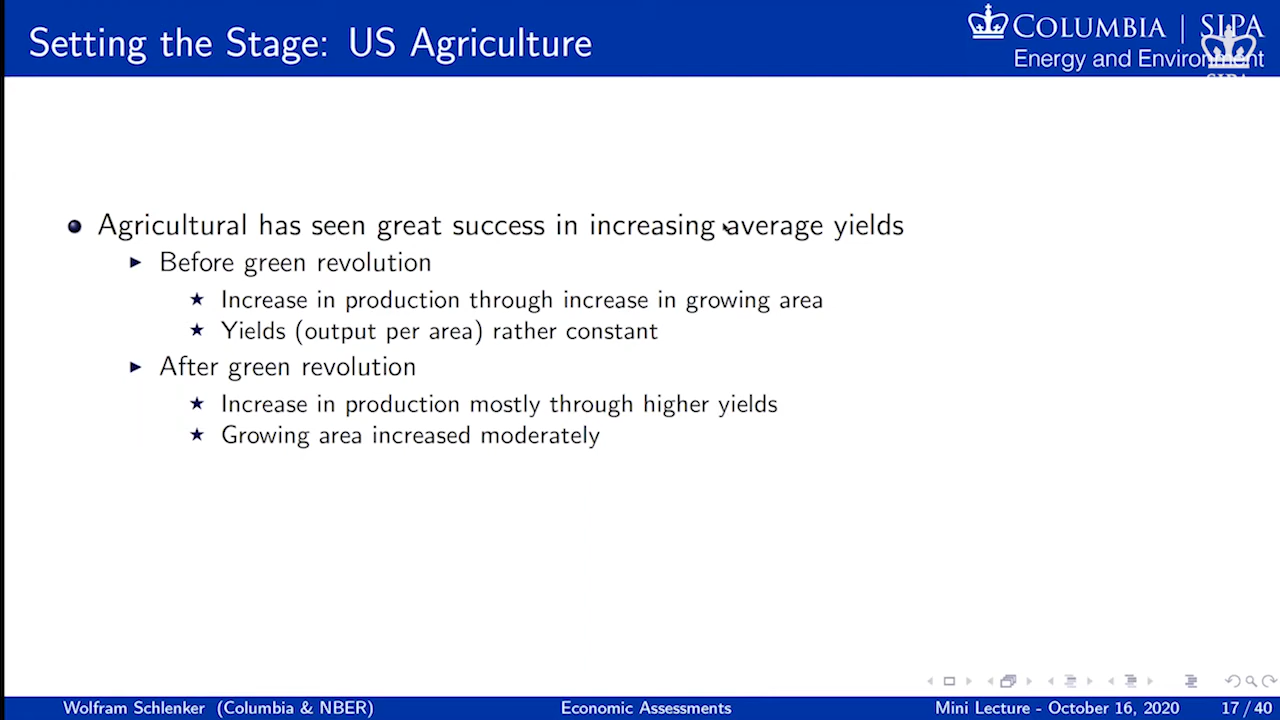 Setting the Stage: US Agriculture
COLUMBIA | SIPA
Energy and Environment
Agricultural has seen great success in increasing average yields
Before green revolution
Increase in production through increase in growing area
Yields (output per area) rather constant
After green revolution
Increase in production mostly through higher yields
Growing area increased moderately
Wolfram Schlenker (Columbia & NBER)
Economic Assessments
Mini Lecture - October 16, 2020
17 / 40